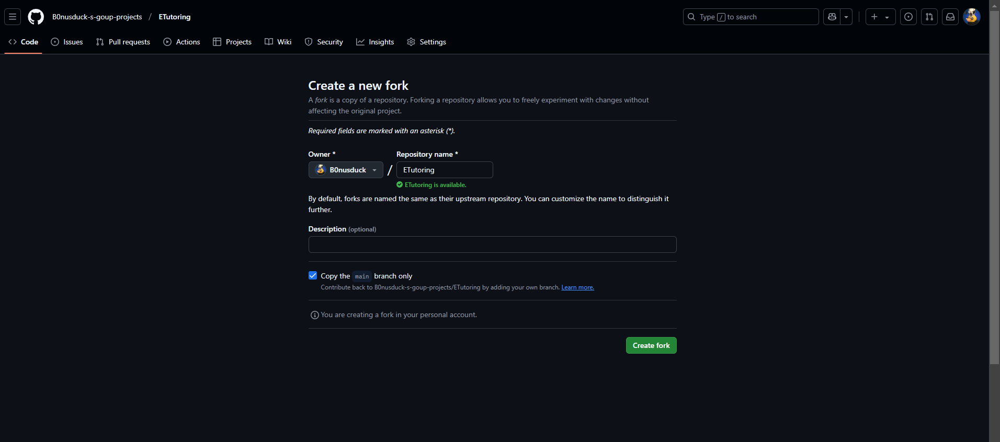 B0nusduck-s-goup-projects / ETutoring
Type / to search
Code Issues Pull requests Actions Projects Wiki Security Insights Settings
Create a new fork
A fork is a copy of a repository. Forking a repository allows you to freely experiment with changes without
affecting the original project.
Required fields are marked with an asterisk (*).
Owner * Repository name *
B0nusduck / ETutoring
ETutoring is available.
By default, forks are named the same as their upstream repository. You can customize the name to distinguish it
further.
Description (optional)
Copy the main branch only
Contribute back to B0nusduck-s-goup-projects/ETutoring by adding your own branch. Learn more.
You are creating a fork in your personal account.
Create fork